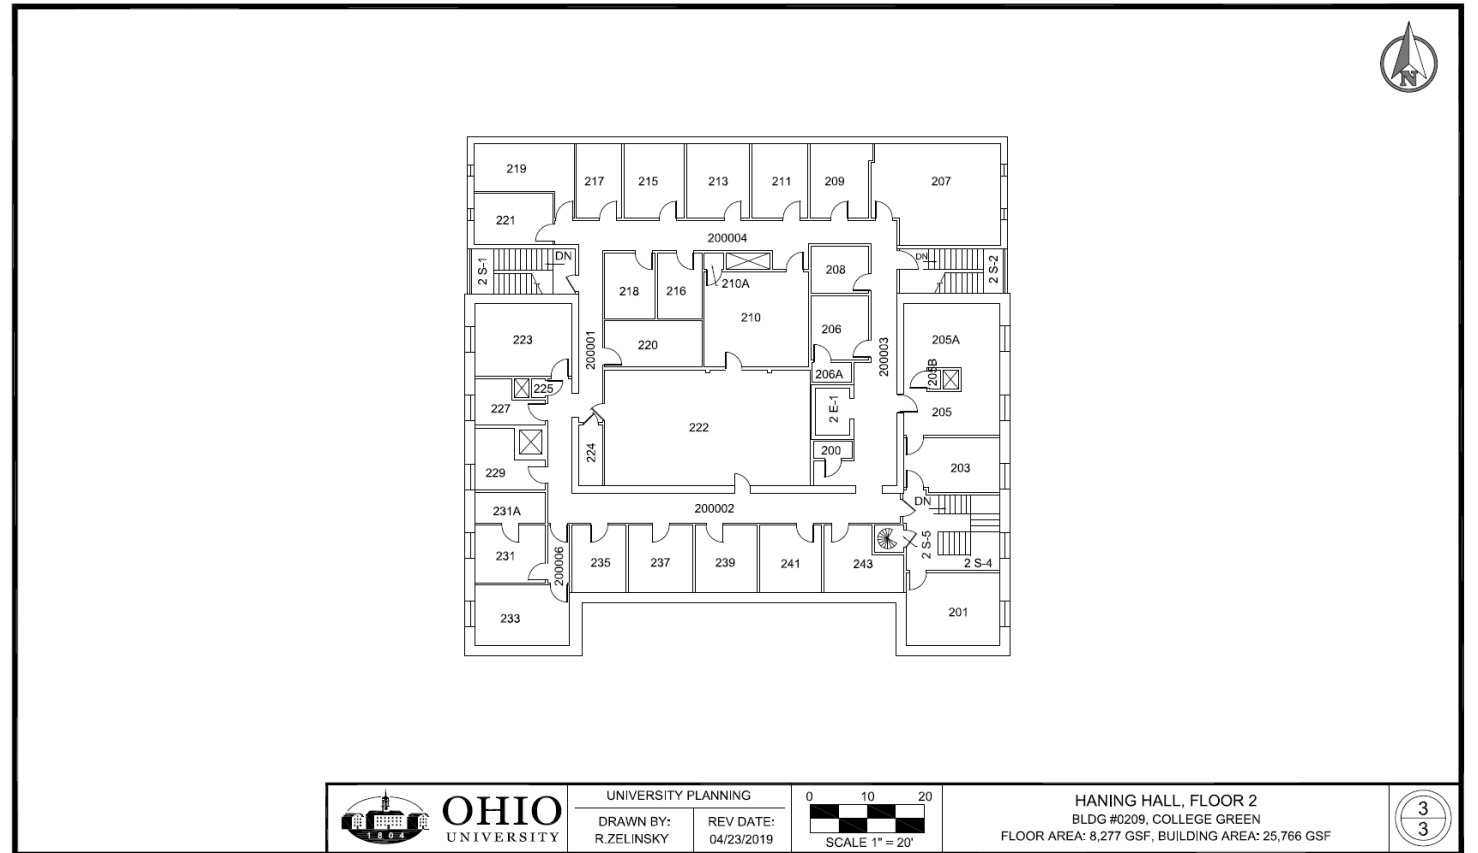 N
219
217
215
213
211
209
207
221
200004
DN
2 S-1
DN
2 S-2
208
218
216
210A
210
206
223
220
200001
200003
205A
206A
205B
225
227
205
2 E-1
222
224
200
203
229
231A
200002
DN
2 S-5
2 S-4
231
200006
235
237
239
241
243
233
201
1804
OHIO
UNIVERSITY
UNIVERSITY PLANNING
DRAWN BY:
R.ZELINSKY
REV DATE:
04/23/2019
0 10 20
SCALE 1" = 20'
HANING HALL, FLOOR 2
BLDG #0209, COLLEGE GREEN
FLOOR AREA: 8,277 GSF, BUILDING AREA: 25,766 GSF
3
3